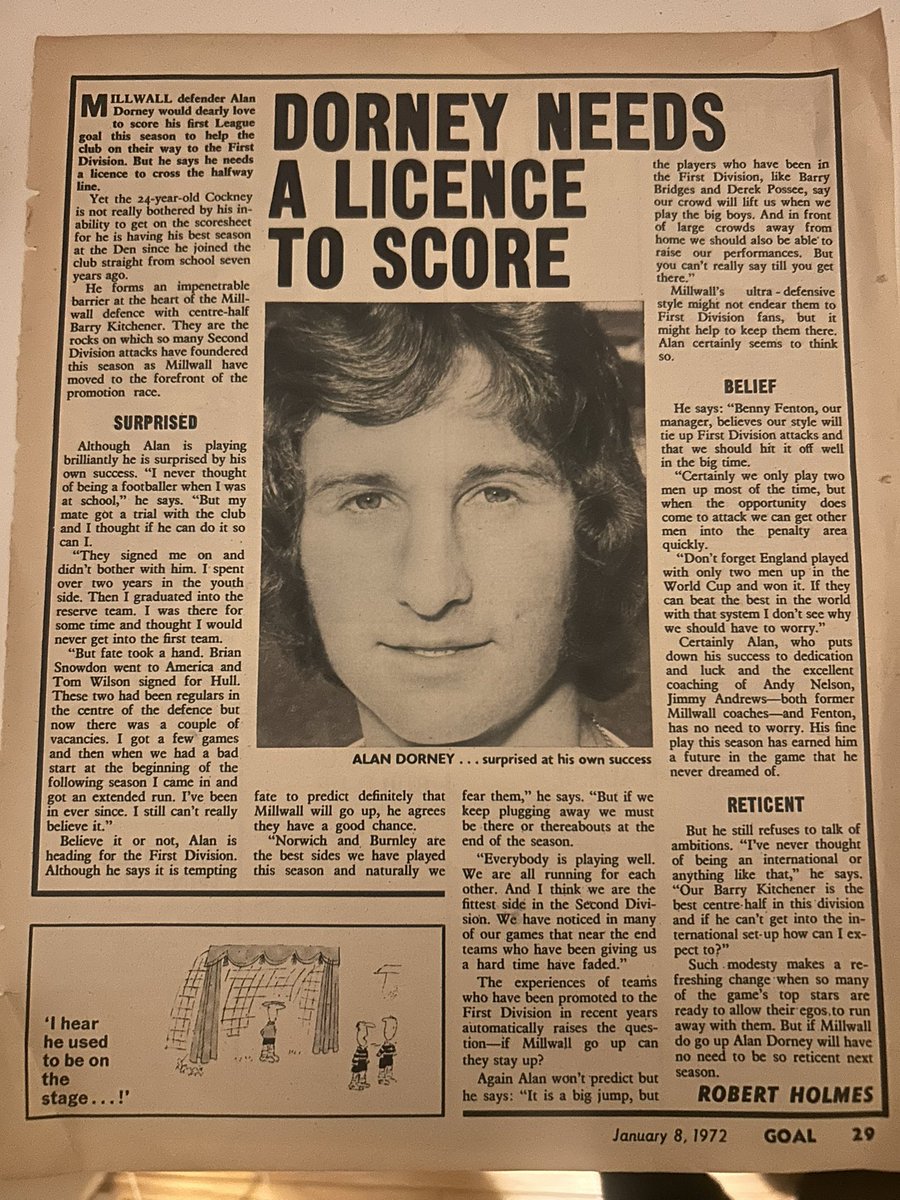 DORNEY NEEDS
A LICENCE
TO SCORE
MILLWALL defender Alan
Dorney would dearly love
to score his first League
goal this season to help the
club on their way to the First
Division. But he says he needs
a licence to cross the halfway
line.
Yet the 24-year-old Cockney
is not really bothered by his in-
ability to get on the scoresheet
for he is having his best season
at the Den since he joined the
club straight from school seven
years ago.
He forms an impenetrable
barrier at the heart of the Mill-
wall defence with centre-half
Barry Kitchener. They are the
rocks on which so many Second
Division attacks have foundered
this season as Millwall have
moved to the forefront of the
promotion race.
SURPRISED
Although Alan is playing
brilliantly he is surprised by his
own success. “I never thought
of being a footballer when I was
at school,” he says. “But my
mate got a trial with the club
and I thought if he can do it so
can I.
“They signed me on and
didn’t bother with him. I spent
over two years in the youth
side. Then I graduated into the
reserve team. I was there for
some time and thought I would
never get into the first team.
“But fate took a hand. Brian
Snowdon went to America and
Tom Wilson signed for Hull.
These two had been regulars in
the centre of the defence but
now there was a couple of
vacancies. I got a few games
and then when we had a bad
start at the beginning of the
following season I came in and
got an extended run. I’ve been
in ever since. I still can’t really
believe it.”
Believe it or not, Alan is
heading for the First Division.
Although he says it is tempting
ALAN DORNEY . . . surprised at his own success
fate to predict definitely that
Millwall will go up, he agrees
they have a good chance.
“Norwich and Burnley are
the best sides we have played
this season and naturally we
fear them,” he says. “But if we
keep plugging away we must
be there or thereabouts at the
end of the season.
“Everybody is playing well.
We are all running for each
other. And I think we are the
fittest side in the Second Divi-
sion. We have noticed in many
of our games that near the end
teams who have been giving us
a hard time have faded.”
The experiences of teams
who have been promoted to the
First Division in recent years
automatically raises the ques-
tion—if Millwall go up can
they stay up?
Again Alan won’t predict but
he says: “It is a big jump, but
the players who have been in
the First Division, like Barry
Bridges and Derek Possee, say
our crowd will lift us when we
play the big boys. And in front
of large crowds away from
home we should also be able to
raise our performances. But
you can’t really say till you get
there.”
Millwall’s ultra-defensive
style might not endear them to
First Division fans, but it
might help to keep them there.
Alan certainly seems to think
so.
BELIEF
He says: “Benny Fenton, our
manager, believes our style will
tie up First Division attacks and
that we should hit it off well
in the big time.
“Certainly we only play two
men up most of the time, but
when the opportunity does
come to attack we can get other
men into the penalty area
quickly.
“Don’t forget England played
with only two men up in the
World Cup and won it. If they
can beat the best in the world
with that system I don’t see why
we should have to worry.”
Certainly Alan, who puts
down his success to dedication
and luck and the excellent
coaching of Andy Nelson,
Jimmy Andrews—both former
Millwall coaches—and Fenton,
has no need to worry. His fine
play this season has earned him
a future in the game that he
never dreamed of.
RETICENT
But he still refuses to talk of
ambitions. “I’ve never thought
of being an international or
anything like that,” he says.
“Our Barry Kitchener is the
best centre-half in this division
and if he can’t get into the in-
ternational set-up how can I ex-
pect to?”
Such modesty makes a re-
freshing change when so many
of the game’s top stars are
ready to allow their egos to run
away with them. But if Millwall
do go up Alan Dorney will have
no need to be so reticent next
season.
ROBERT HOLMES
‘I hear
he used
to be on
the
stage...!’
January 8, 1972 GOAL 29